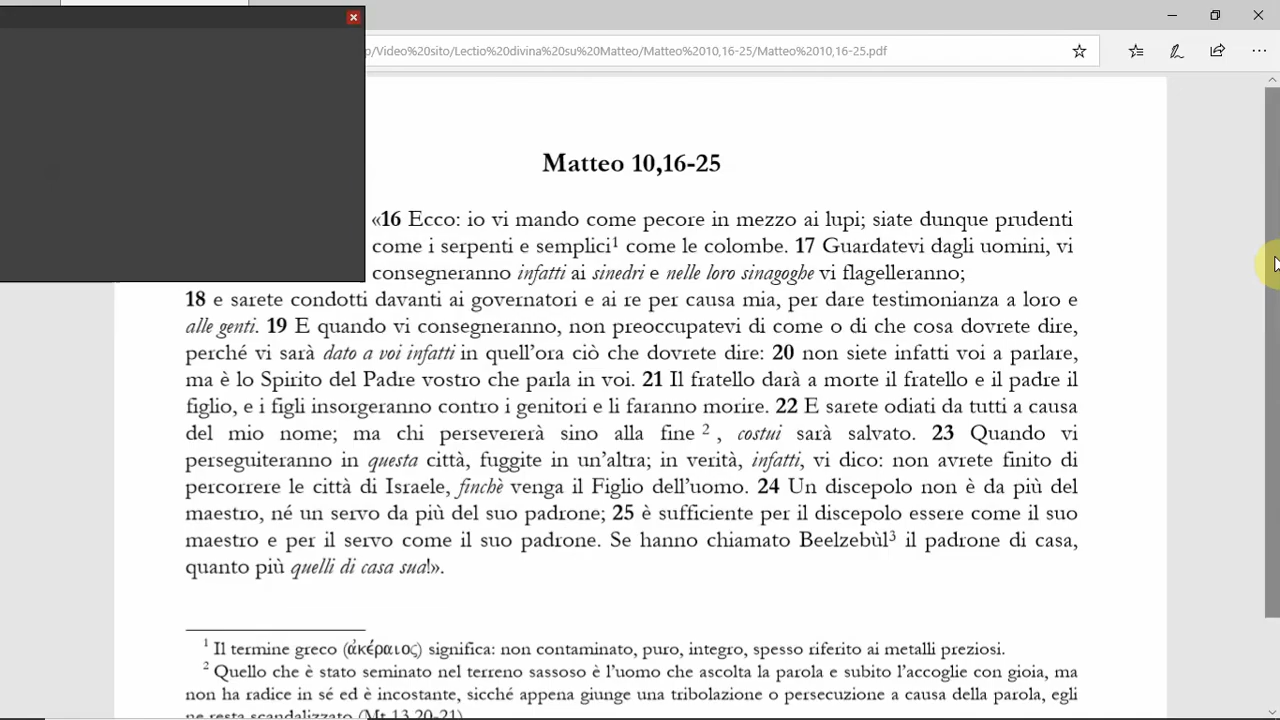 p/Video%20sito/Lectio%20divina%20su%20Matteo/Matteo%2010,16-25/Matteo%2010,16-25.pdf
Matteo 10,16-25
«16 Ecco: io vi mando come pecore in mezzo ai lupi; siate dunque prudenti
come i serpenti e semplici¹ come le colombe. 17 Guardatevi dagli uomini, vi
consegneranno infatti ai sinedri e nelle loro sinagoghe vi flagelleranno;
18 e sarete condotti davanti ai governatori e ai re per causa mia, per dare testimonianza a loro e
alle genti. 19 E quando vi consegneranno, non preoccupatevi di come o di che cosa dovrete dire,
perché vi sarà dato a voi infatti in quell'ora ciò che dovrete dire: 20 non siete infatti voi a parlare,
ma è lo Spirito del Padre vostro che parla in voi. 21 Il fratello darà a morte il fratello e il padre il
figlio, e i figli insorgeranno contro i genitori e li faranno morire. 22 E sarete odiati da tutti a causa
del mio nome; ma chi persevererà sino alla fine ², costui sarà salvato. 23 Quando vi
perseguiteranno in questa città, fuggite in un'altra; in verità, infatti, vi dico: non avrete finito di
percorrere le città di Israele, finchè venga il Figlio dell'uomo. 24 Un discepolo non è da più del
maestro, né un servo da più del suo padrone; 25 è sufficiente per il discepolo essere come il suo
maestro e per il servo come il suo padrone. Se hanno chiamato Beelzebùl³ il padrone di casa,
quanto più quelli di casa sua!».
¹ Il termine greco (ἀκέραιος) significa: non contaminato, puro, integro, spesso riferito ai metalli preziosi.
² Quello che è stato seminato nel terreno sassoso è l'uomo che ascolta la parola e subito l'accoglie con gioia, ma
non ha radice in sé ed è incostante, sicché appena giunge una tribolazione o persecuzione a causa della parola, egli
ne resta scandalizzato (Mt 13,20-21).